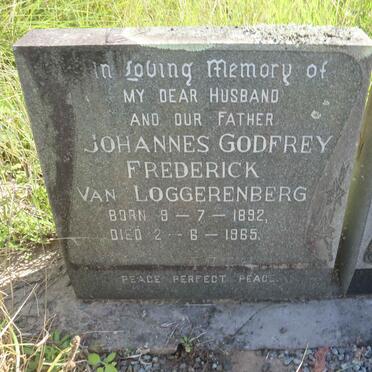 In Loving Memory of
MY DEAR HUSBAND
AND OUR FATHER
JOHANNES GODFREY
FREDERICK
VAN LOGGERENBERG
BORN 9 – 7 – 1892,
DIED 2 – 6 – 1965.
PEACE PERFECT PEACE.